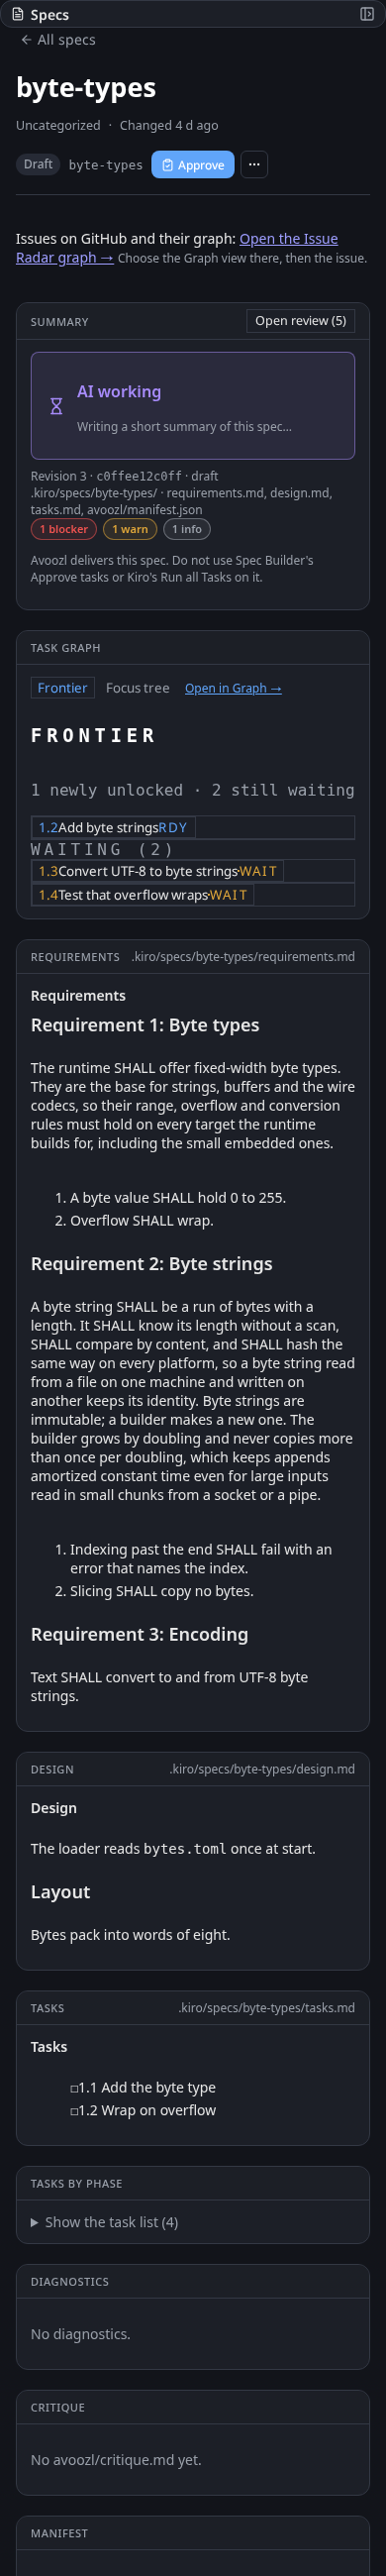 Specs
← All specs
byte-types
Uncategorized · Changed 4 d ago
Draft byte-types Approve ···
Issues on GitHub and their graph: Open the Issue
Radar graph → Choose the Graph view there, then the issue.
SUMMARY Open review (5)
AI working
Writing a short summary of this spec...
Revision 3 · c0ffee12c0ff · draft
.kiro/specs/byte-types/ · requirements.md, design.md,
tasks.md, avoozl/manifest.json
1 blocker 1 warn 1 info
Avoozl delivers this spec. Do not use Spec Builder's
Approve tasks or Kiro's Run all Tasks on it.
TASK GRAPH
Frontier Focus tree Open in Graph →
FRONTIER
1 newly unlocked · 2 still waiting
1.2Add byte stringsRDY
WAITING (2)
1.3Convert UTF-8 to byte stringsWAIT
1.4Test that overflow wrapsWAIT
REQUIREMENTS .kiro/specs/byte-types/requirements.md
Requirements
Requirement 1: Byte types
The runtime SHALL offer fixed-width byte types.
They are the base for strings, buffers and the wire
codecs, so their range, overflow and conversion
rules must hold on every target the runtime
builds for, including the small embedded ones.
1. A byte value SHALL hold 0 to 255.
2. Overflow SHALL wrap.
Requirement 2: Byte strings
A byte string SHALL be a run of bytes with a
length. It SHALL know its length without a scan,
SHALL compare by content, and SHALL hash the
same way on every platform, so a byte string read
from a file on one machine and written on
another keeps its identity. Byte strings are
immutable; a builder makes a new one. The
builder grows by doubling and never copies more
than once per doubling, which keeps appends
amortized constant time even for large inputs
read in small chunks from a socket or a pipe.
1. Indexing past the end SHALL fail with an
error that names the index.
2. Slicing SHALL copy no bytes.
Requirement 3: Encoding
Text SHALL convert to and from UTF-8 byte
strings.
DESIGN .kiro/specs/byte-types/design.md
Design
The loader reads bytes.toml once at start.
Layout
Bytes pack into words of eight.
TASKS .kiro/specs/byte-types/tasks.md
Tasks
☐1.1 Add the byte type
☐1.2 Wrap on overflow
TASKS BY PHASE
▶ Show the task list (4)
DIAGNOSTICS
No diagnostics.
CRITIQUE
No avoozl/critique.md yet.
MANIFEST